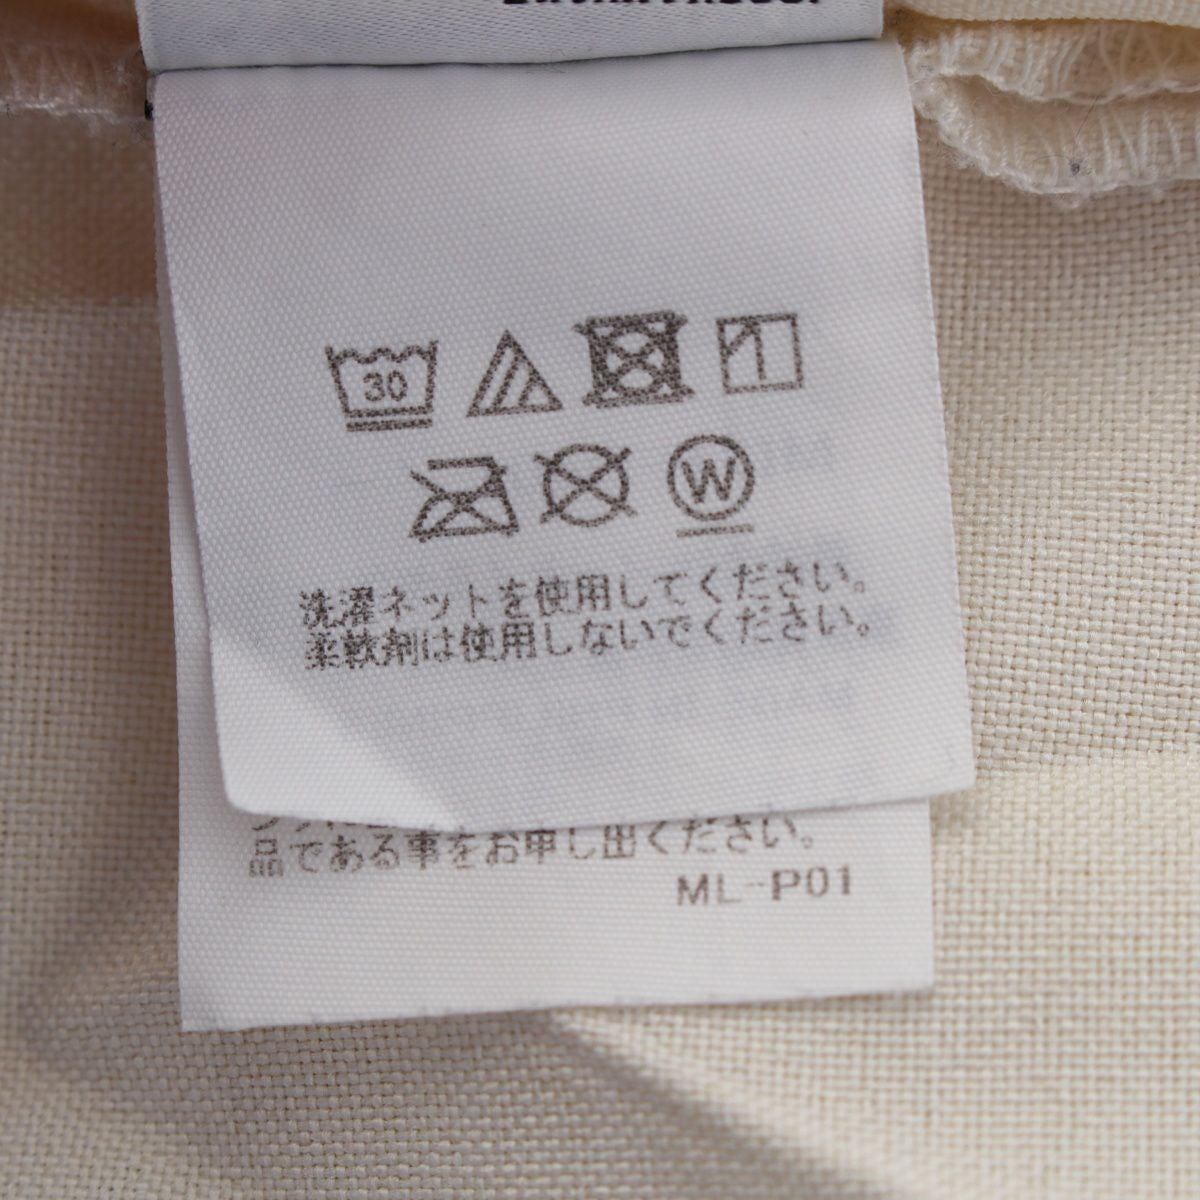 30
W
洗濯ネットを使用してください。
柔軟剤は使用しないでください。
品である事をお申し出ください。
ML-P01